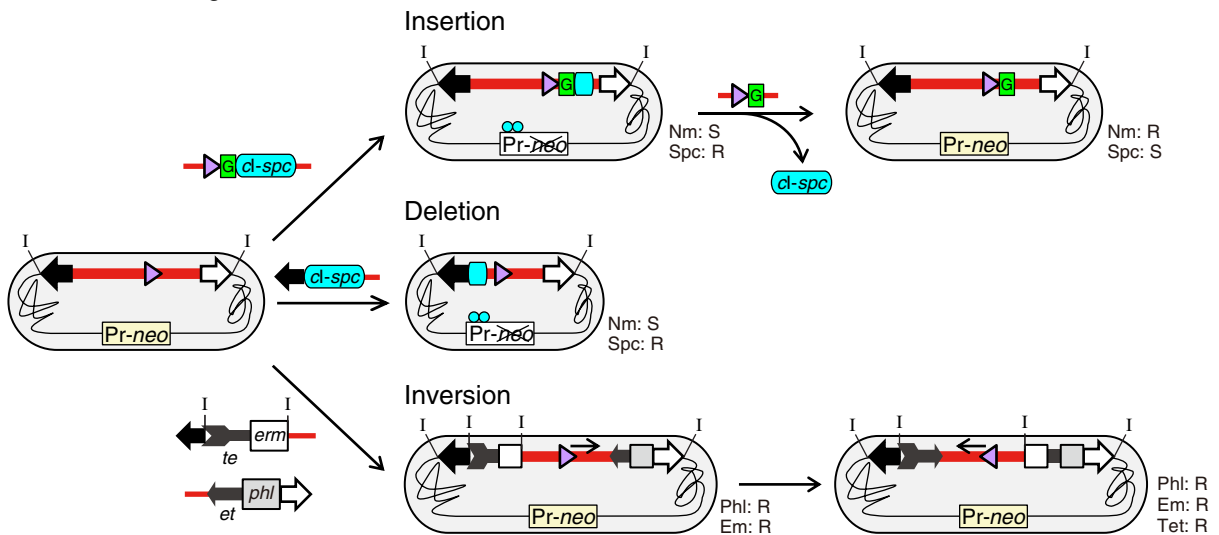 Insertion
I I
G
Pr-neo
Nm: S
Spc: R
G
cI-spc
I I
G
Pr-neo
Nm: R
Spc: S
G cI-spc
Deletion
I I
Pr-neo
cI-spc
I I
Pr-neo
Nm: S
Spc: R
Inversion
I I
erm
te
phl
et
I I I
Pr-neo
Phl: R
Em: R
I I I
Pr-neo
Phl: R
Em: R
Tet: R